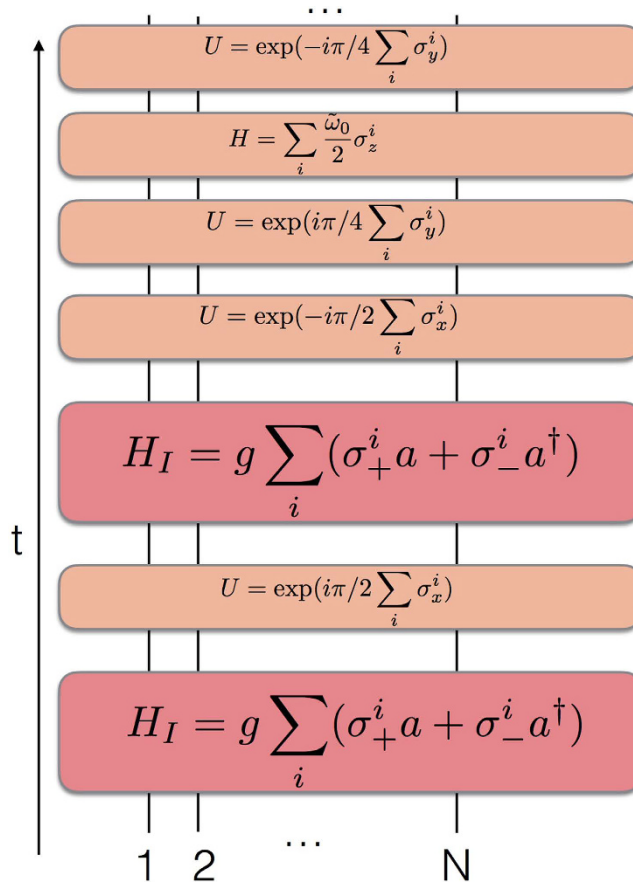 ...
U = exp(−iπ/4 ∑_i σ_y^i)
H = ∑_i ω̃_0/2 σ_z^i
U = exp(iπ/4 ∑_i σ_y^i)
U = exp(−iπ/2 ∑_i σ_x^i)
H_I = g ∑_i (σ_+^i a + σ_−^i a^†)
t
U = exp(iπ/2 ∑_i σ_x^i)
H_I = g ∑_i (σ_+^i a + σ_−^i a^†)
...
1 2 N